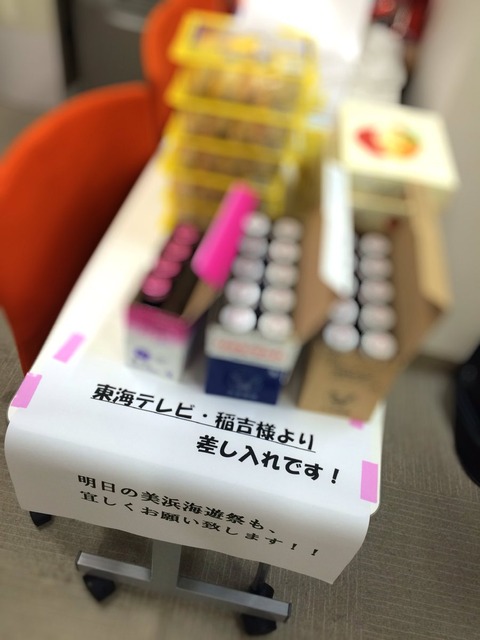 東海テレビ・稲吉様より
差し入れです！
明日の美浜海遊祭も、
宜しくお願い致します！！